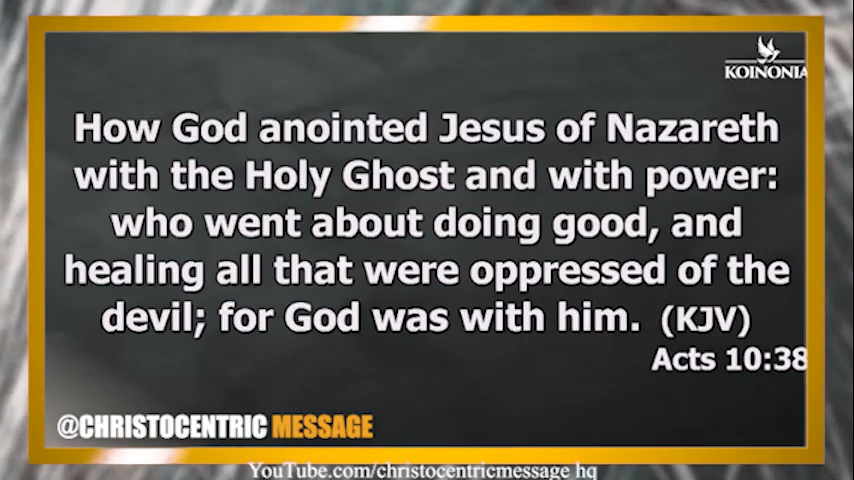 KOINONIA
How God anointed Jesus of Nazareth
with the Holy Ghost and with power:
who went about doing good, and
healing all that were oppressed of the
devil; for God was with him. (KJV)
Acts 10:38
@CHRISTOCENTRIC MESSAGE
YouTube.com/christocentricmessage hq